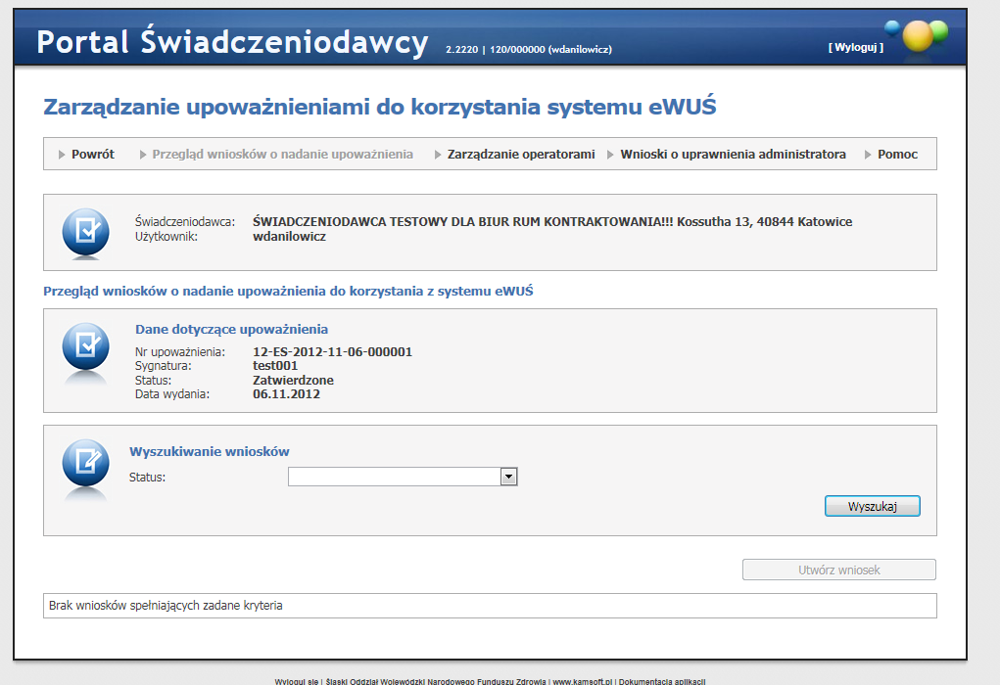 Portal Świadczeniodawcy 2.2220 | 120/000000 (wdanilowicz) [ Wyloguj ]
Zarządzanie upoważnieniami do korzystania systemu eWUŚ
Powrót Przegląd wniosków o nadanie upoważnienia Zarządzanie operatorami Wnioski o uprawnienia administratora Pomoc
Świadczeniodawca: ŚWIADCZENIODAWCA TESTOWY DLA BIUR RUM KONTRAKTOWANIA!!! Kossutha 13, 40844 Katowice
Użytkownik: wdanilowicz
Przegląd wniosków o nadanie upoważnienia do korzystania z systemu eWUŚ
Dane dotyczące upoważnienia
Nr upoważnienia: 12-ES-2012-11-06-000001
Sygnatura: test001
Status: Zatwierdzone
Data wydania: 06.11.2012
Wyszukiwanie wniosków
Status:
Wyszukaj
Utwórz wniosek
Brak wniosków spełniających zadane kryteria
Wyloguj się | Śląski Oddział Wojewódzki Narodowego Funduszu Zdrowia | www.kamsoft.pl | Dokumentacja aplikacji